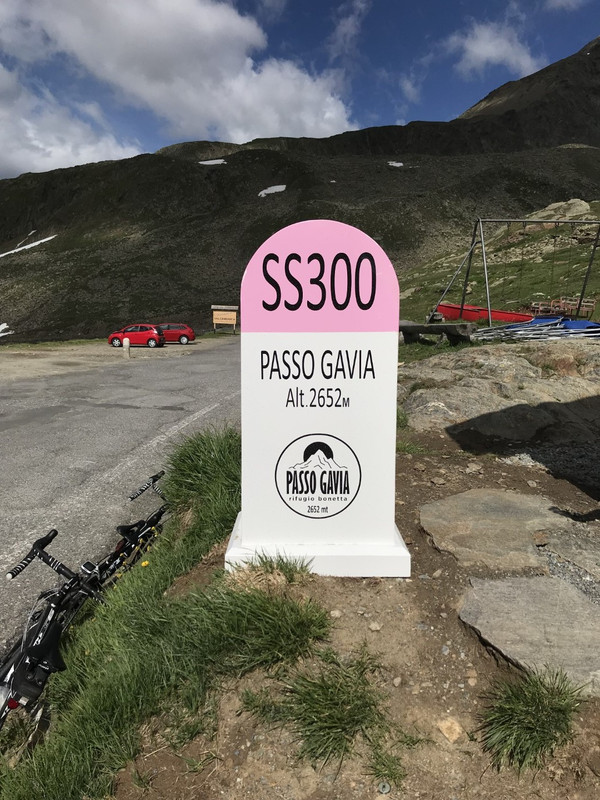 SS300
PASSO GAVIA
Alt.2652M
PASSO GAVIA
rifugio bonetta
2652 mt